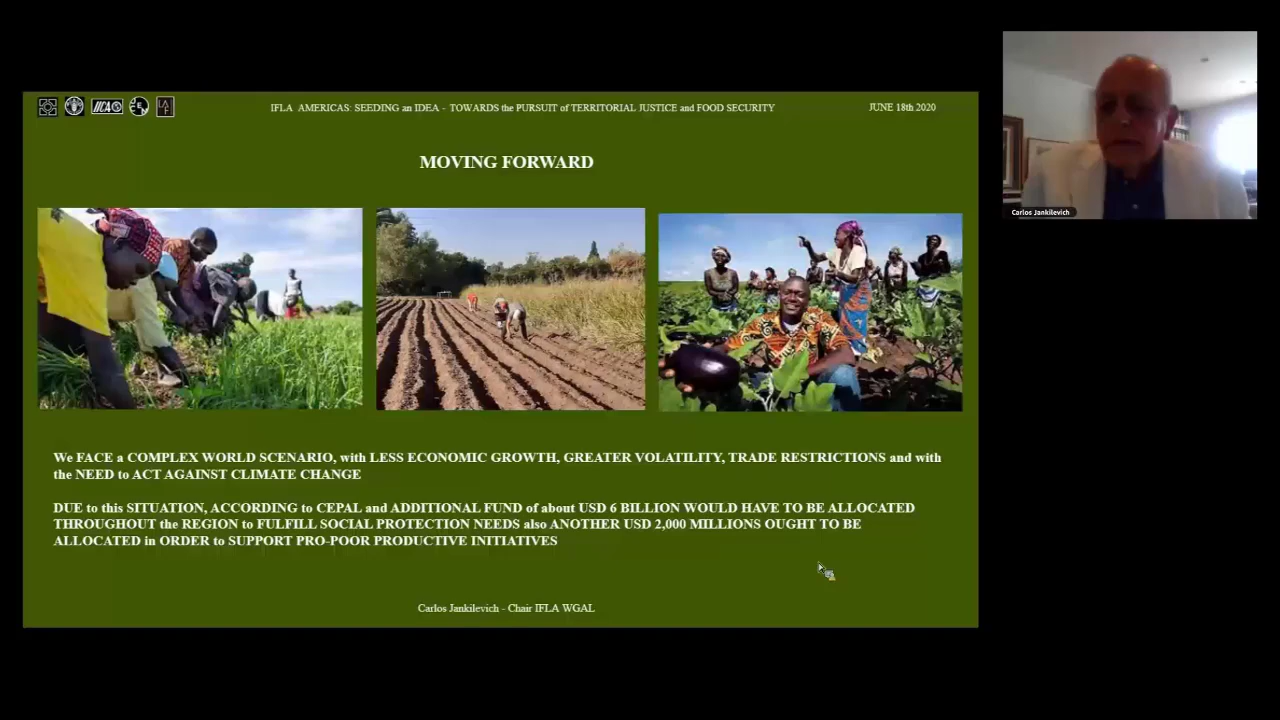 IICA
IFLA AMERICAS: SEEDING an IDEA - TOWARDS the PURSUIT of TERRITORIAL JUSTICE and FOOD SECURITY
JUNE 18th 2020
MOVING FORWARD
We FACE a COMPLEX WORLD SCENARIO, with LESS ECONOMIC GROWTH, GREATER VOLATILITY, TRADE RESTRICTIONS and with
the NEED to ACT AGAINST CLIMATE CHANGE
DUE to this SITUATION, ACCORDING to CEPAL and ADDITIONAL FUND of about USD 6 BILLION WOULD HAVE TO BE ALLOCATED
THROUGHOUT the REGION to FULFILL SOCIAL PROTECTION NEEDS also ANOTHER USD 2,000 MILLIONS OUGHT TO BE
ALLOCATED in ORDER to SUPPORT PRO-POOR PRODUCTIVE INITIATIVES
Carlos Jankilevich - Chair IFLA WGAL
Carlos Jankilevich